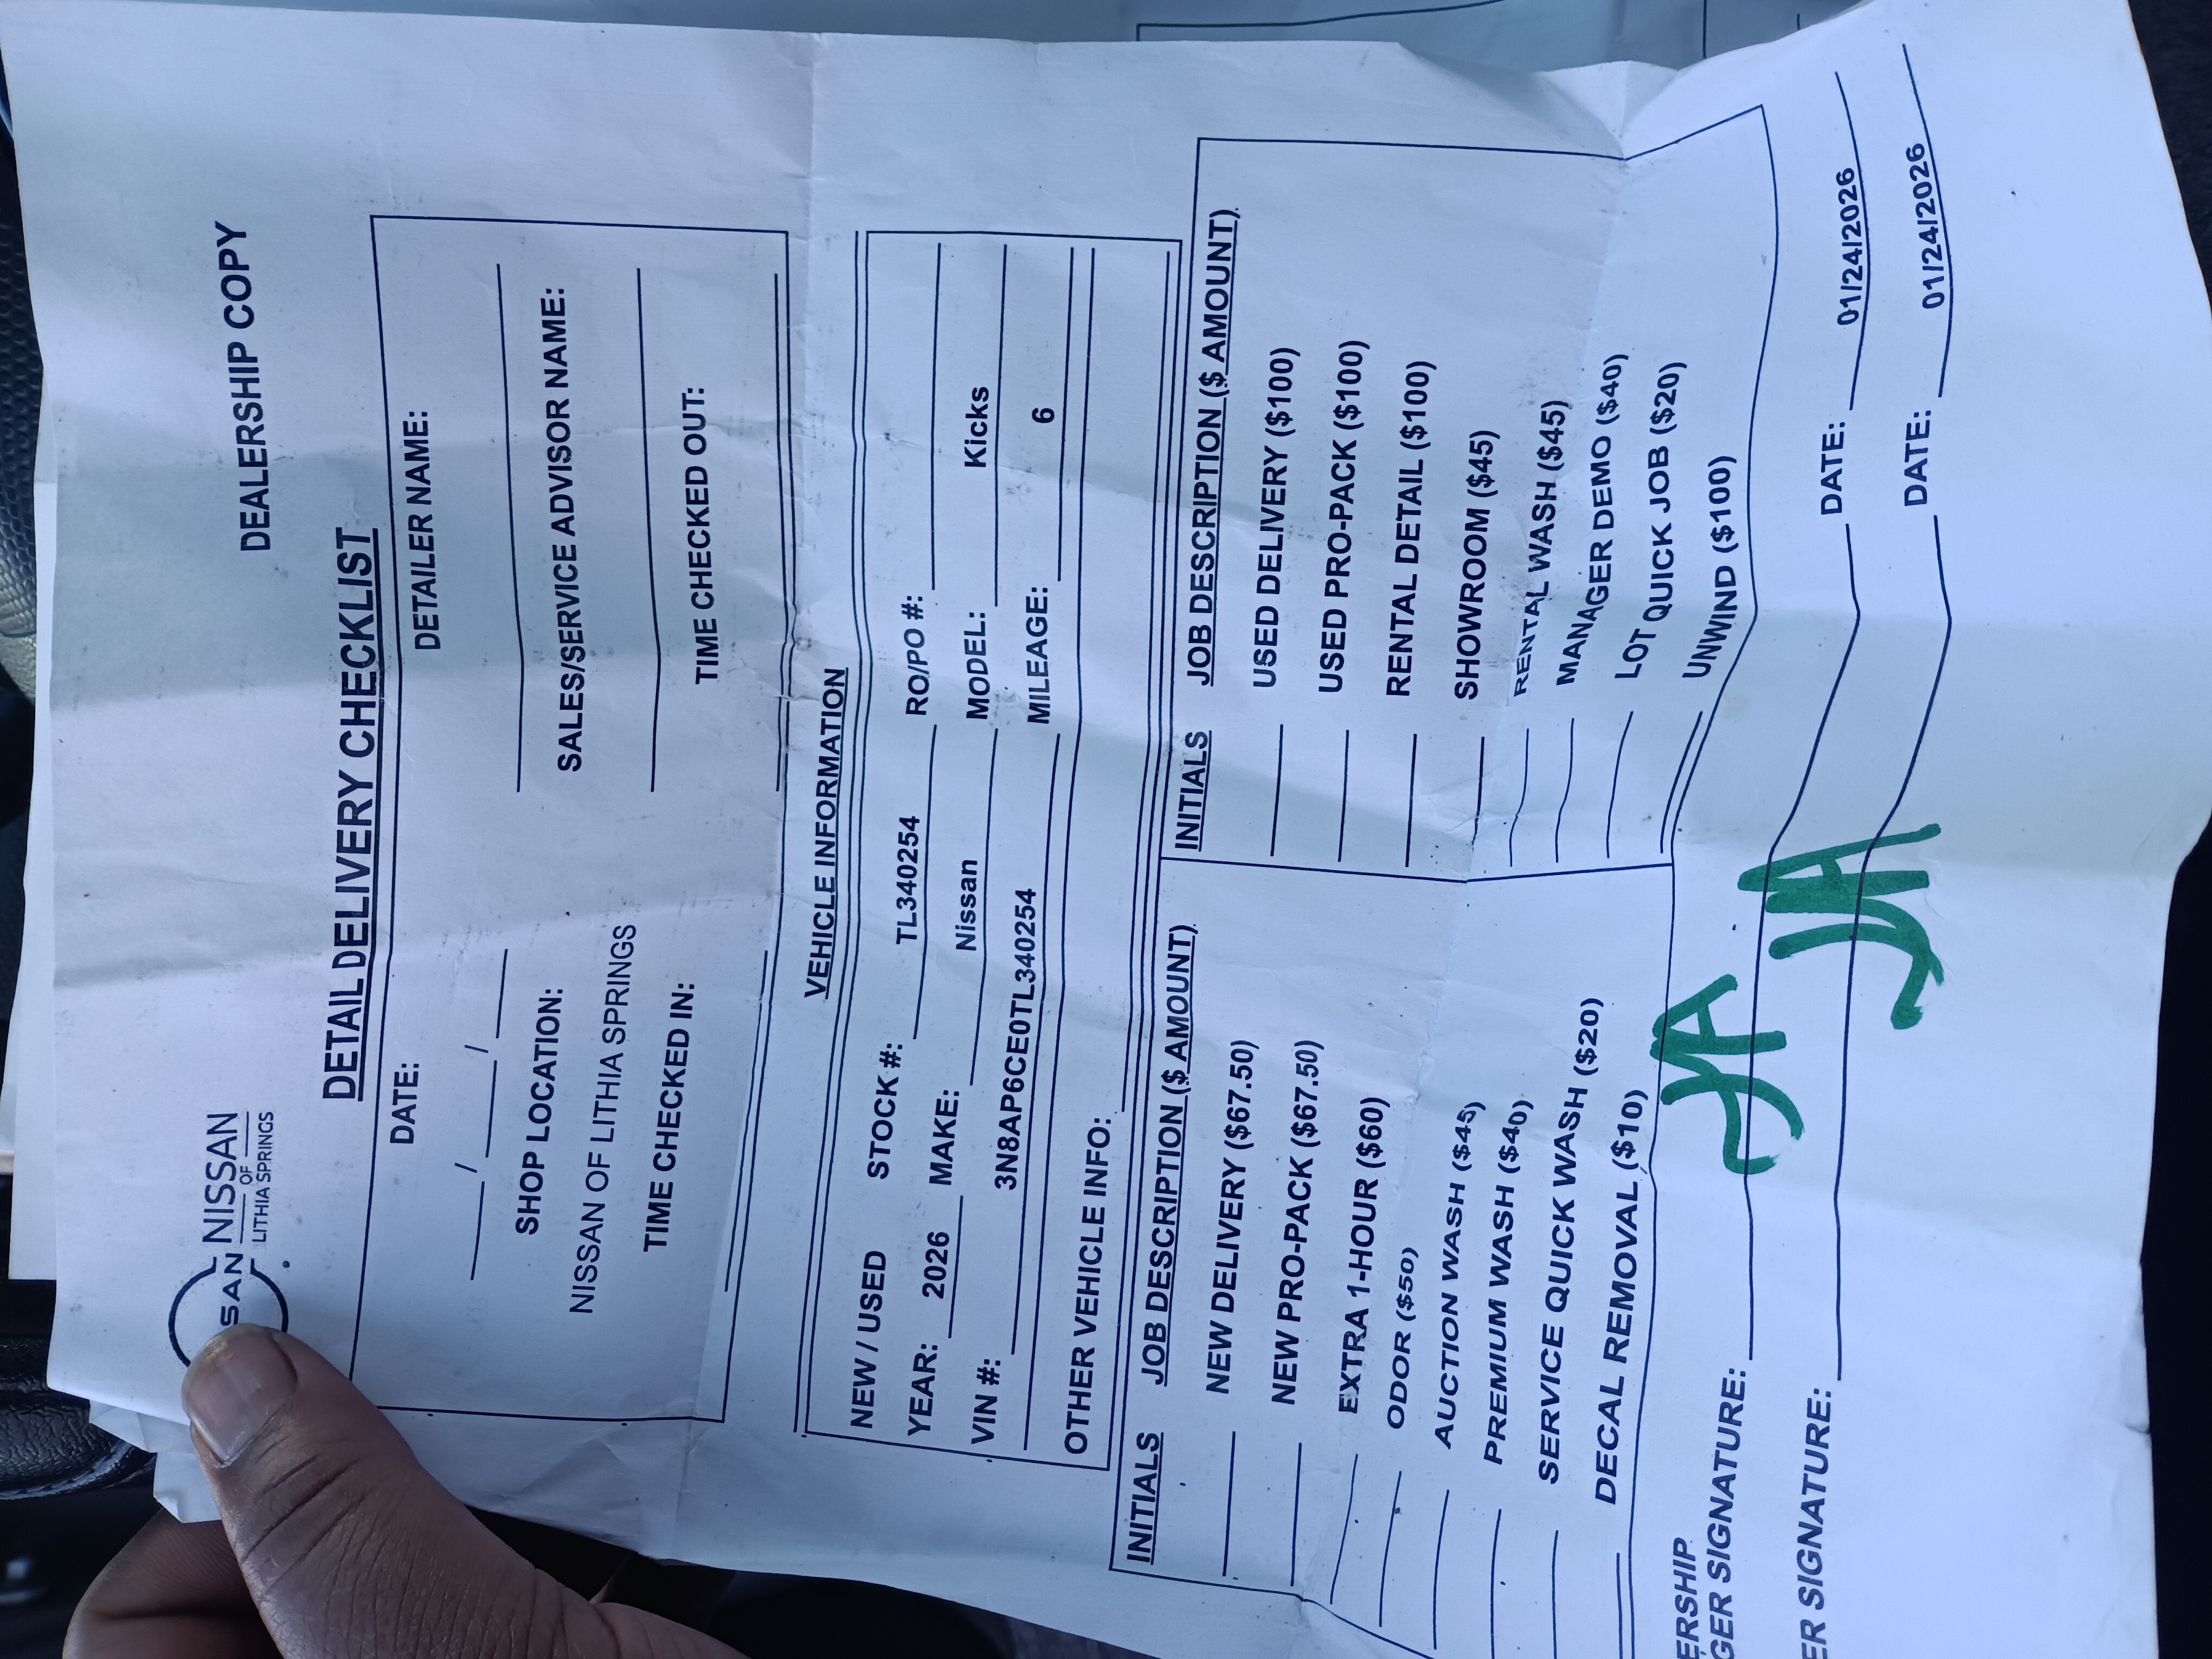 SAN NISSAN
OF
LITHIA SPRINGS
DEALERSHIP COPY
DETAIL DELIVERY CHECKLIST
DATE: DETAILER NAME:
____/____/____
SHOP LOCATION: SALES/SERVICE ADVISOR NAME:
NISSAN OF LITHIA SPRINGS
TIME CHECKED IN: TIME CHECKED OUT:
VEHICLE INFORMATION
NEW / USED STOCK #: TL340254 RO/PO #:
YEAR: 2026 MAKE: Nissan MODEL: Kicks
VIN #: 3N8AP6CE0TL340254 MILEAGE: 6
OTHER VEHICLE INFO:
INITIALS JOB DESCRIPTION ($ AMOUNT) INITIALS JOB DESCRIPTION ($ AMOUNT)
NEW DELIVERY ($67.50) USED DELIVERY ($100)
NEW PRO-PACK ($67.50) USED PRO-PACK ($100)
EXTRA 1-HOUR ($60) RENTAL DETAIL ($100)
ODOR ($50) SHOWROOM ($45)
AUCTION WASH ($45) RENTAL WASH ($45)
PREMIUM WASH ($40) MANAGER DEMO ($40)
SERVICE QUICK WASH ($20) LOT QUICK JOB ($20)
DECAL REMOVAL ($10) UNWIND ($100)
ERSHIP
GER SIGNATURE: JA DATE: 01/24/2026
ER SIGNATURE: JA DATE: 01/24/2026